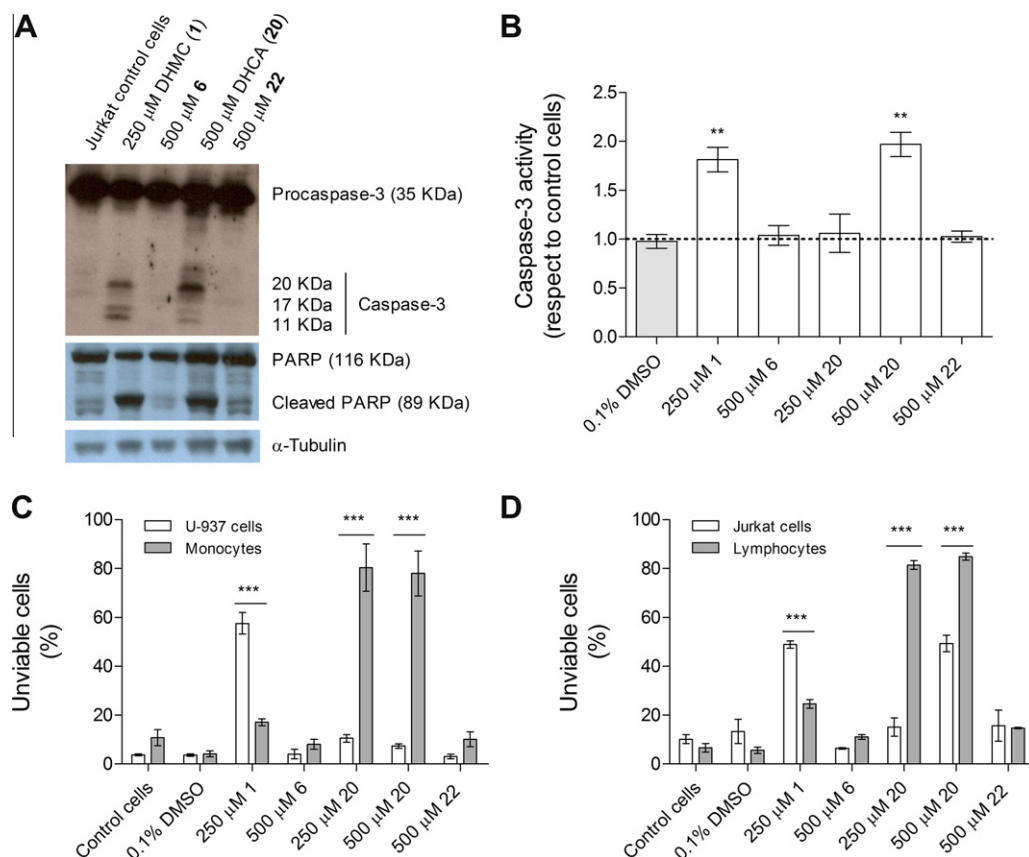 A
Jurkat control cells
250 μM DHMC (1)
500 μM 6
500 μM DHCA (20)
500 μM 22
Procaspase-3 (35 KDa)
20 KDa
17 KDa
11 KDa
Caspase-3
PARP (116 KDa)
Cleaved PARP (89 KDa)
α-Tubulin
B
Caspase-3 activity
(respect to control cells)
2.5
2.0
1.5
1.0
0.5
0.0
**
**
0.1% DMSO
250 μM 1
500 μM 6
250 μM 20
500 μM 20
500 μM 22
C
Unviable cells
(%)
100
80
60
40
20
0
U-937 cells
Monocytes
***
***
***
Control cells
0.1% DMSO
250 μM 1
500 μM 6
250 μM 20
500 μM 20
500 μM 22
D
Unviable cells
(%)
100
80
60
40
20
0
Jurkat cells
Lymphocytes
***
***
***
Control cells
0.1% DMSO
250 μM 1
500 μM 6
250 μM 20
500 μM 20
500 μM 22